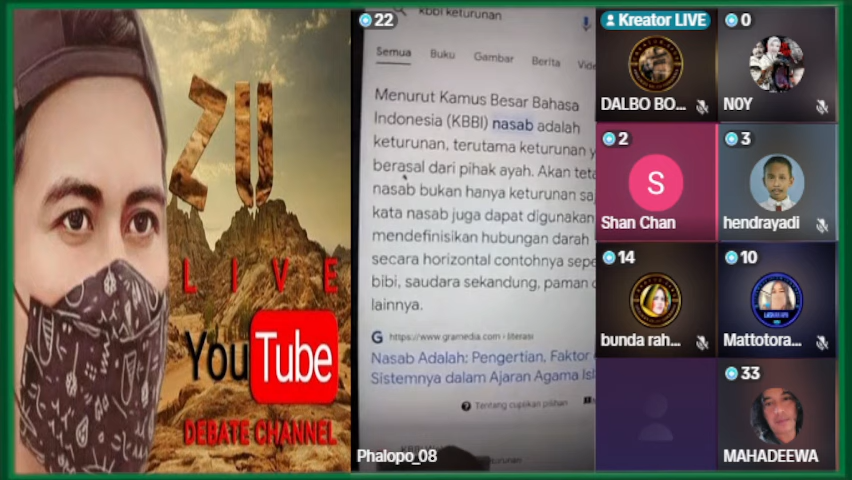 ZU
LIVE
YouTube
DEBATE CHANNEL
22
kbbi keturunan
Semua Buku Gambar Berita
Menurut Kamus Besar Bahasa
Indonesia (KBBI) nasab adalah
keturunan, terutama keturunan y
berasal dari pihak ayah. Akan teta
nasab bukan hanya keturunan sa
kata nasab juga dapat digunakan
mendefinisikan hubungan darah
secara horizontal contohnya sepe
bibi, saudara sekandung, paman d
lainnya.
G https://www.gramedia.com › literasi
Nasab Adalah: Pengertian, Faktor
Sistemnya dalam Ajaran Agama Isl
Tentang cuplikan pilihan
Phalopo_08
Kreator LIVE
DALBO BO...
0
N0Y
2
S
Shan Chan
3
hendrayadi
14
bunda rah...
10
Mattotora...
33
MAHADEEWA